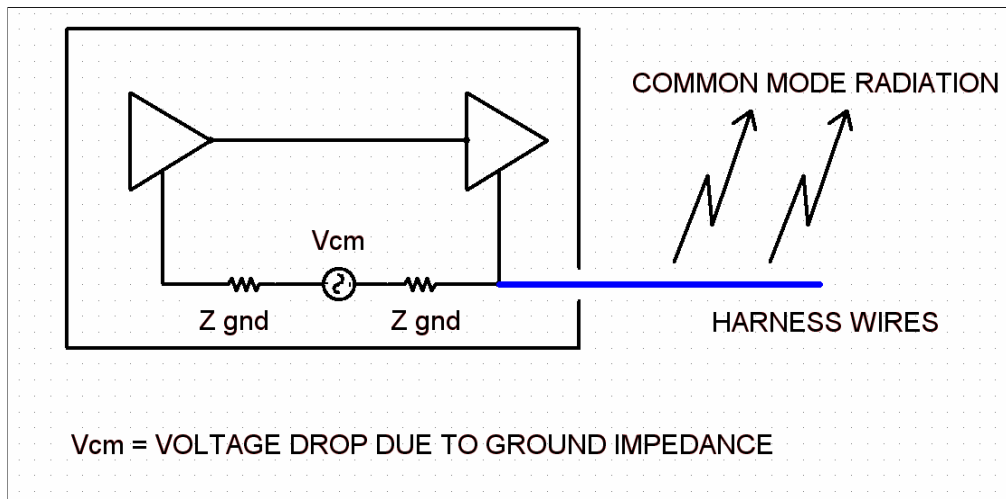 COMMON MODE RADIATION
Vcm
Z gnd
Z gnd
HARNESS WIRES
Vcm = VOLTAGE DROP DUE TO GROUND IMPEDANCE